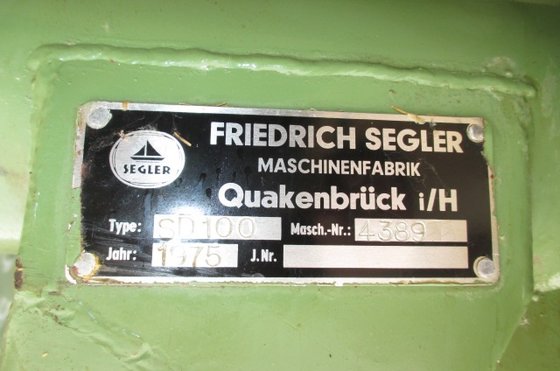 FRIEDRICH SEGLER
SEGLER
MASCHINENFABRIK
Quakenbrück i/H
Type: SD100 Masch.-Nr.: 4389
Jahr: 1975 J.Nr.